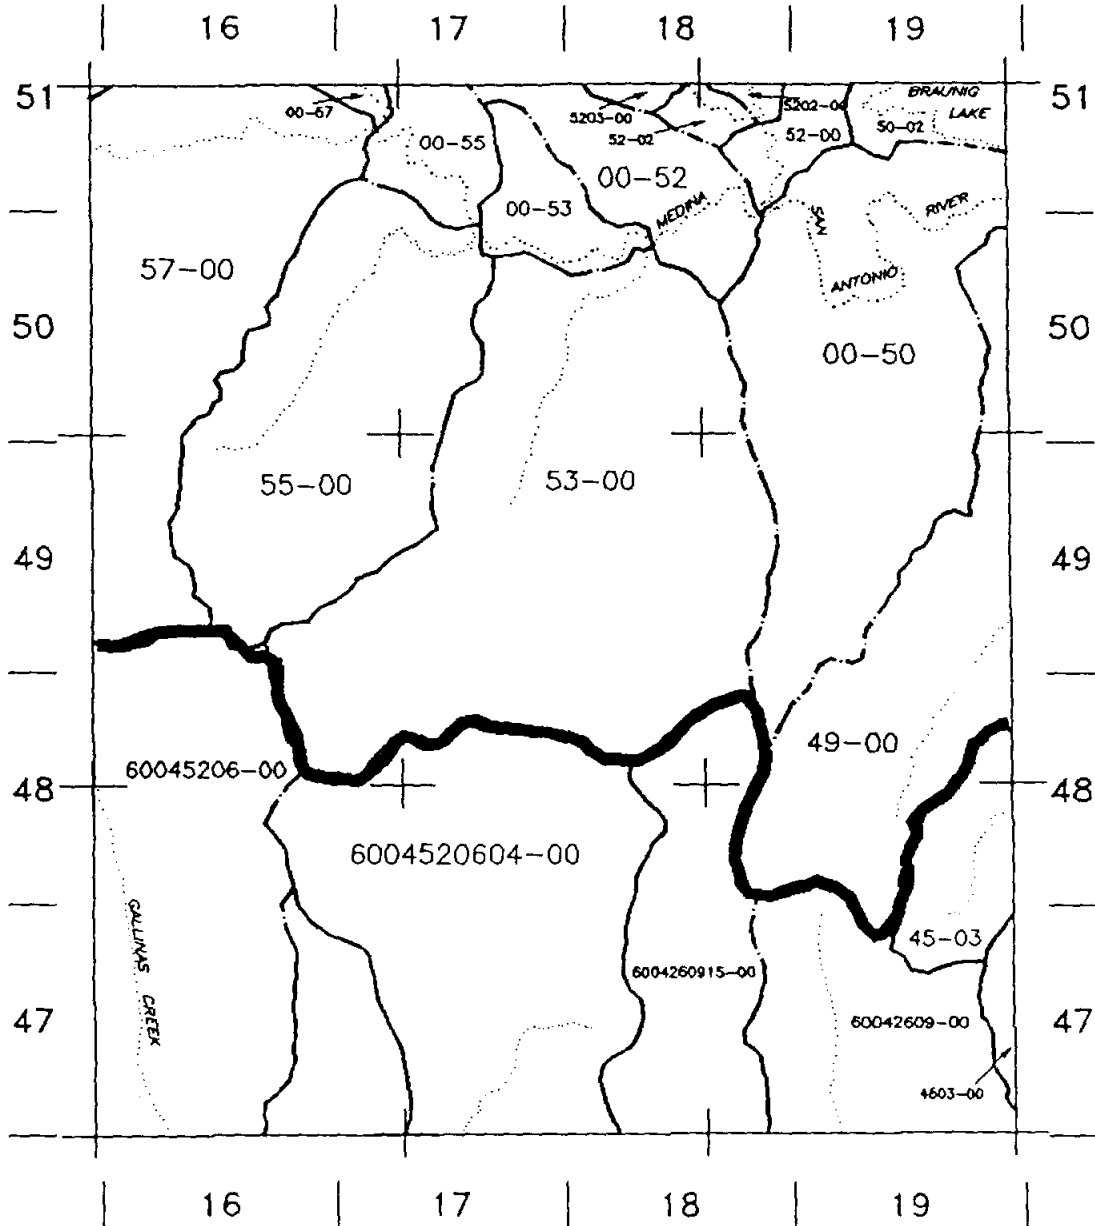 16 17 18 19
51 51
BRAUNIG
LAKE
00-57
5203-00
5202-00
52-02
52-00
50-02
00-55
00-52
00-53
MEDINA
SAN
RIVER
57-00
ANTONIO
50 50
00-50
55-00
53-00
49 49
49-00
60045206-00
48 48
6004520604-00
GALLINAS CREEK
45-03
6004260915-00
47 47
60042609-00
4603-00
16 17 18 19